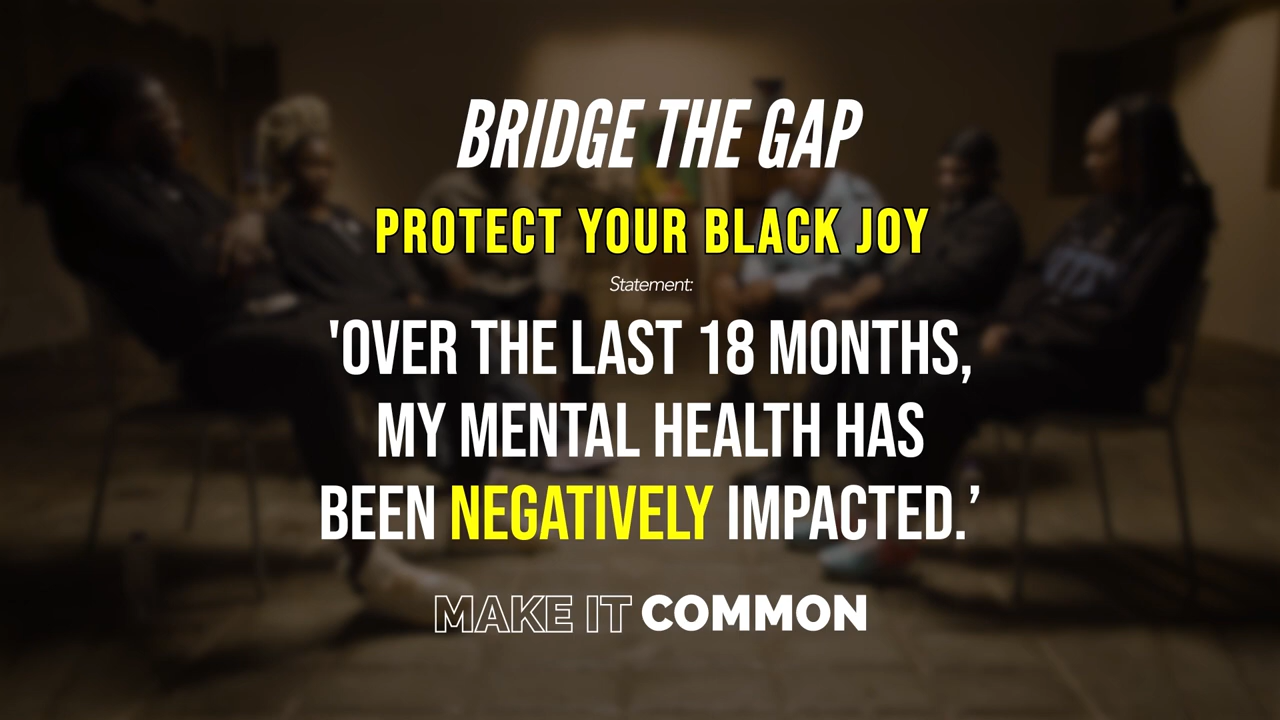 BRIDGE THE GAP
PROTECT YOUR BLACK JOY
Statement:
'OVER THE LAST 18 MONTHS,
MY MENTAL HEALTH HAS
BEEN NEGATIVELY IMPACTED.’
MAKE IT COMMON